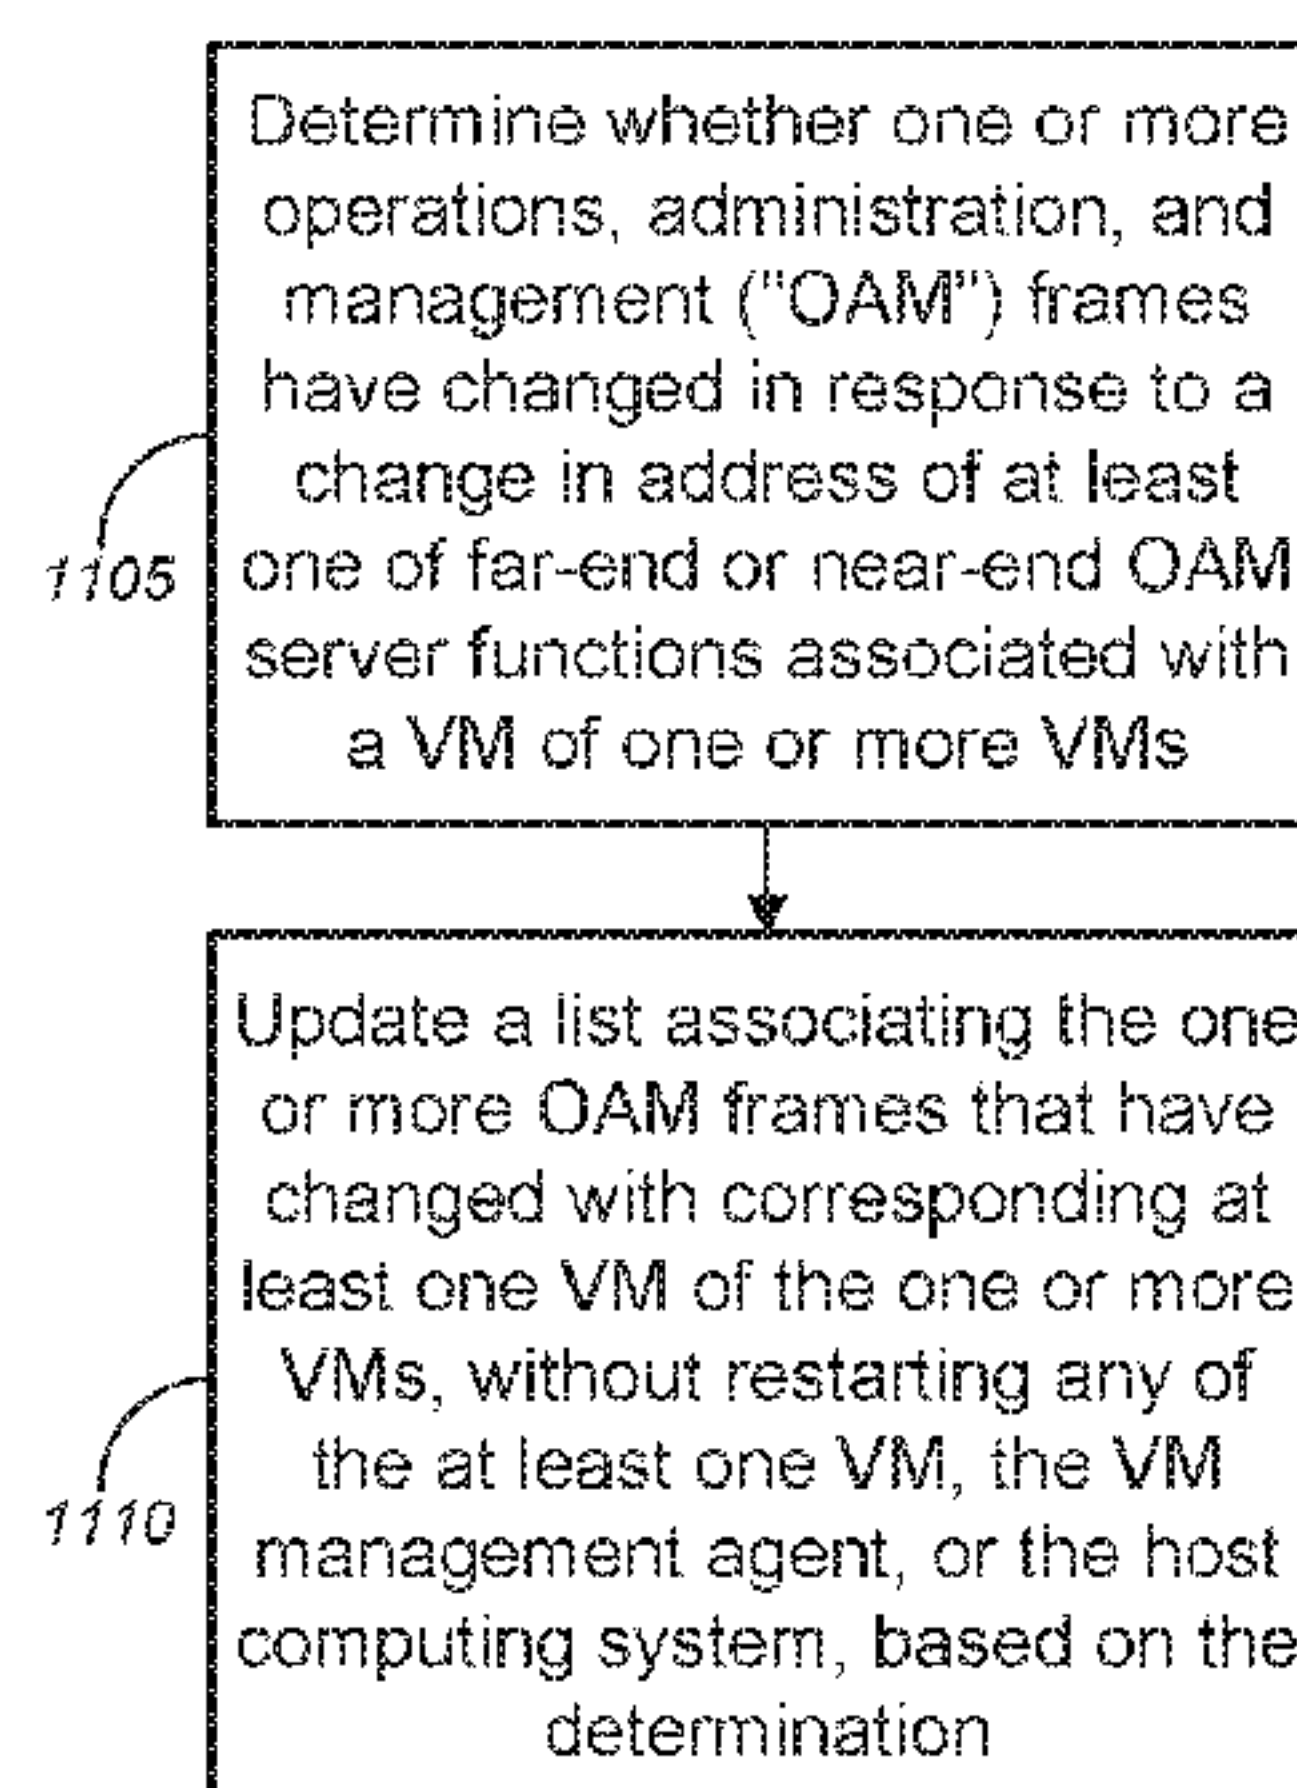 Determine whether one or more
operations, administration, and
management ("OAM") frames
have changed in response to a
change in address of at least
one of far-end or near-end OAM
server functions associated with
a VM of one or more VMs
1105
Update a list associating the one
or more OAM frames that have
changed with corresponding at
least one VM of the one or more
VMs, without restarting any of
the at least one VM, the VM
management agent, or the host
computing system, based on the
determination
1110